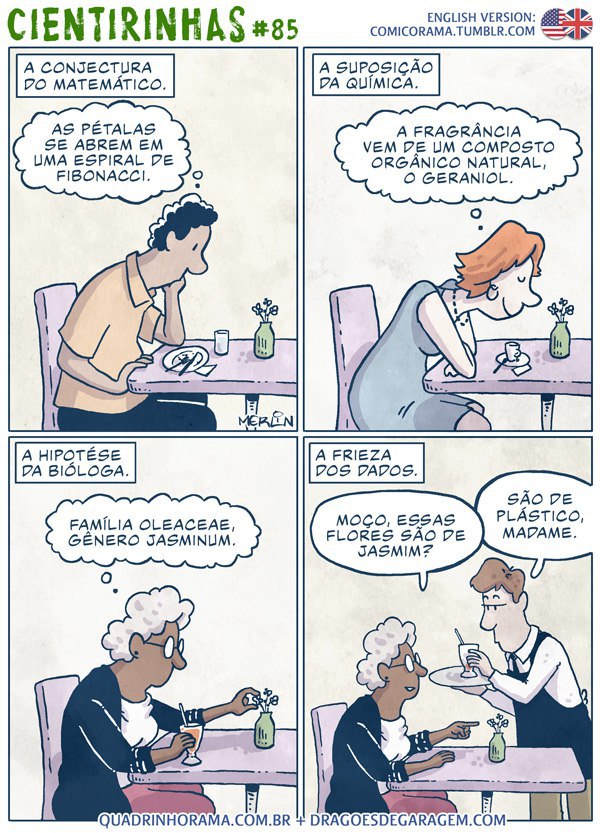 CIENTIRINHAS #85
ENGLISH VERSION:
COMICORAMA.TUMBLR.COM
A CONJECTURA
DO MATEMÁTICO.
AS PÉTALAS
SE ABREM EM
UMA ESPIRAL DE
FIBONACCI.
MERLIN
A SUPOSIÇÃO
DA QUÍMICA.
A FRAGRÂNCIA
VEM DE UM COMPOSTO
ORGÂNICO NATURAL,
O GERANIOL.
A HIPOTÉSE
DA BIÓLOGA.
FAMÍLIA OLEACEAE,
GÊNERO JASMINUM.
A FRIEZA
DOS DADOS.
MOÇO, ESSAS
FLORES SÃO DE
JASMIM?
SÃO DE
PLÁSTICO,
MADAME.
QUADRINHORAMA.COM.BR + DRAGOESDEGARAGEM.COM